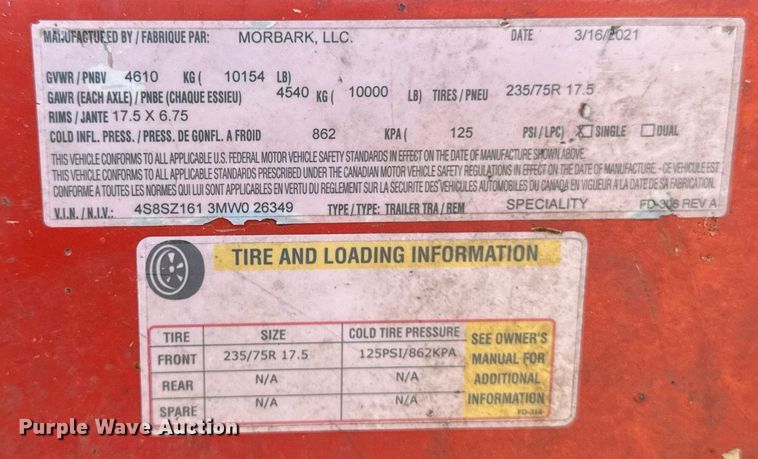 MANUFACTURED BY / FABRIQUE PAR: MORBARK, LLC. DATE 3/16/2021
GVWR / PNBV 4610 KG ( 10154 LB)
GAWR (EACH AXLE) / PNBE (CHAQUE ESSIEU) 4540 KG ( 10000 LB) TIRES / PNEU 235/75R 17.5
RIMS / JANTE 17.5 X 6.75
COLD INFL. PRESS. / PRESS. DE GONFL. A FROID 862 KPA ( 125 PSI / LPC) X SINGLE DUAL
THIS VEHICLE CONFORMS TO ALL APPLICABLE U.S. FEDERAL MOTOR VEHICLE SAFETY STANDARDS IN EFFECT ON THE DATE OF MANUFACTURE SHOWN ABOVE.
THIS VEHICLE CONFORMS TO ALL APPLICABLE STANDARDS PRESCRIBED UNDER THE CANADIAN MOTOR VEHICLE SAFETY REGULATIONS IN EFFECT ON THE DATE OF MANUFACTURE. - CE VEHICULE EST
CONFORME A TOUTES LES NORMES QUI LUI SONT APPLICABLES EN VERTU DU REGLEMENT SUR LA SECURITE DES VEHICULES AUTOMOBILES DU CANADA EN VIGUEUR A LA DATE DE SA FABRICATION.
V.I.N. / N.I.V.: 4S8SZ161 3MW0 26349 TYPE / TYPE: TRAILER TRA / REM SPECIALITY FD-306 REV A
TIRE AND LOADING INFORMATION
TIRE SIZE COLD TIRE PRESSURE
FRONT 235/75R 17.5 125PSI/862KPA
REAR N/A N/A
SPARE N/A N/A
SEE OWNER'S
MANUAL FOR
ADDITIONAL
INFORMATION
Purple Wave Auction